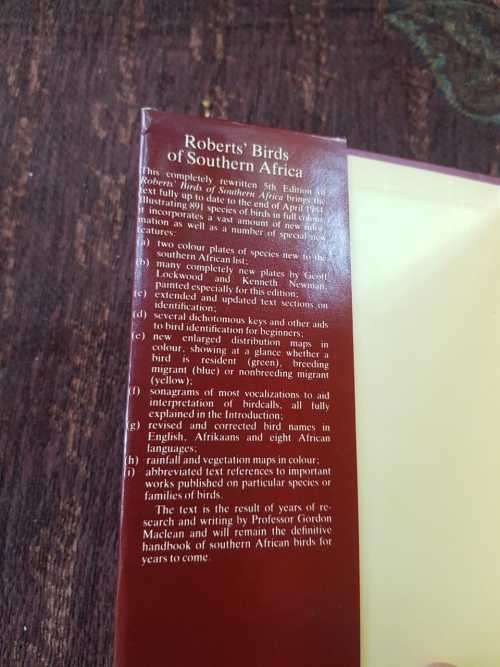 Roberts' Birds
of Southern Africa
This completely rewritten 5th Edition of
Roberts' Birds of Southern Africa brings the
text fully up to date to the end of April 1984.
Illustrating 891 species of birds in full colour,
it incorporates a vast amount of new infor-
mation as well as a number of special new
features:
(a) two colour plates of species new to the
southern African list;
(b) many completely new plates by Geoff
Lockwood and Kenneth Newman,
painted especially for this edition;
(c) extended and updated text sections on
identification;
(d) several dichotomous keys and other aids
to bird identification for beginners;
(e) new enlarged distribution maps in
colour, showing at a glance whether a
bird is resident (green), breeding
migrant (blue) or nonbreeding migrant
(yellow);
(f) sonagrams of most vocalizations to aid
interpretation of birdcalls, all fully
explained in the Introduction;
(g) revised and corrected bird names in
English, Afrikaans and eight African
languages;
(h) rainfall and vegetation maps in colour;
(i) abbreviated text references to important
works published on particular species or
families of birds.
The text is the result of years of re-
search and writing by Professor Gordon
Maclean and will remain the definitive
handbook of southern African birds for
years to come.